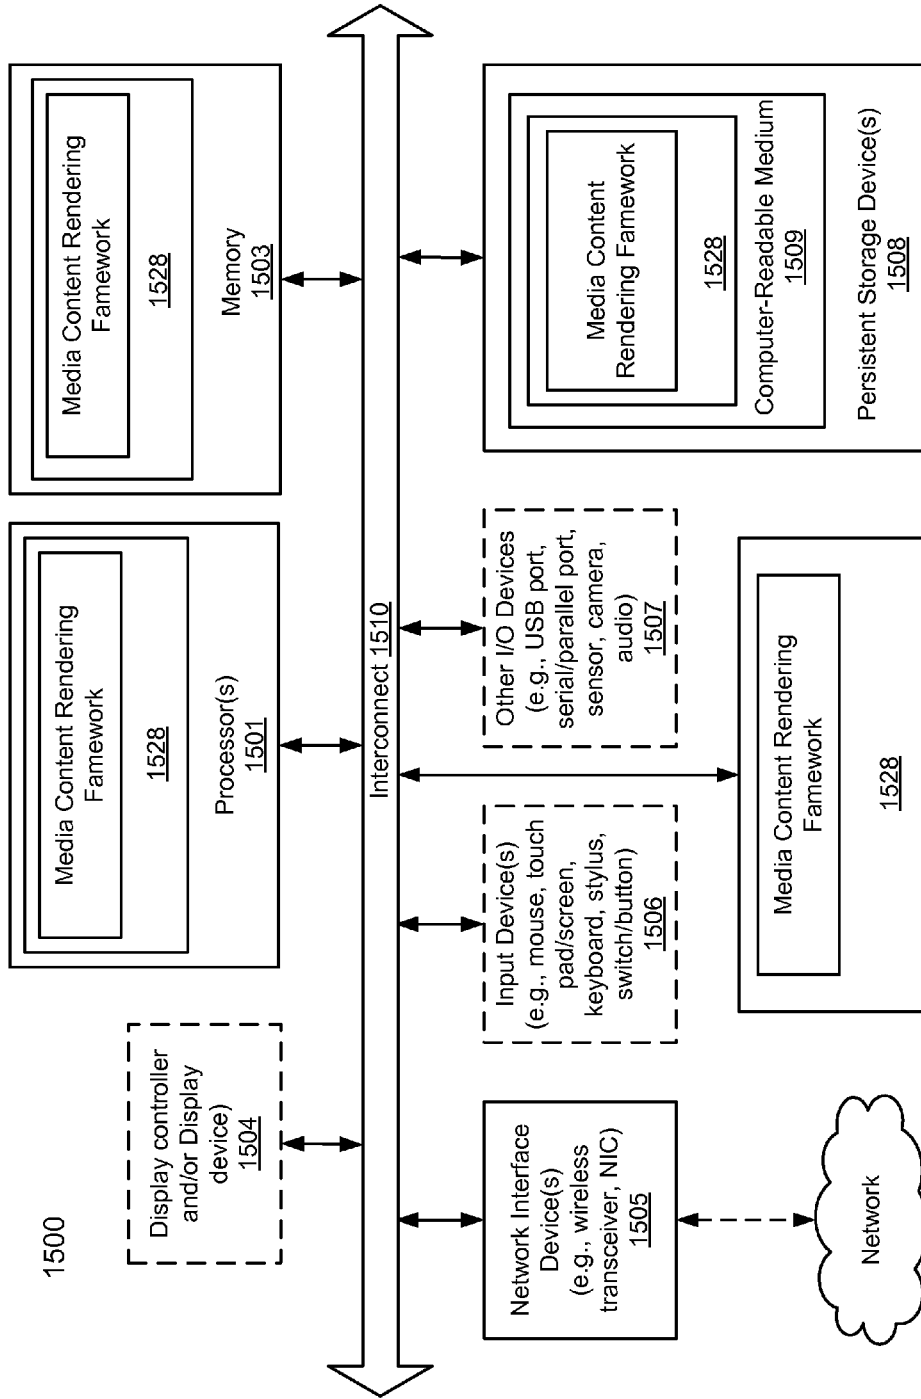 1500
Display controller
and/or Display
device)
1504
Media Content Rendering
Famework
1528
Processor(s)
1501
Media Content Rendering
Famework
1528
Memory
1503
Interconnect 1510
Network Interface
Device(s)
(e.g., wireless
transceiver, NIC)
1505
Input Device(s)
(e.g., mouse, touch
pad/screen,
keyboard, stylus,
switch/button)
1506
Other I/O Devices
(e.g., USB port,
serial/parallel port,
sensor, camera,
audio)
1507
Media Content
Rendering Famework
1528
Computer-Readable Medium
1509
Persistent Storage Device(s)
1508
Network
Media Content Rendering
Famework
1528